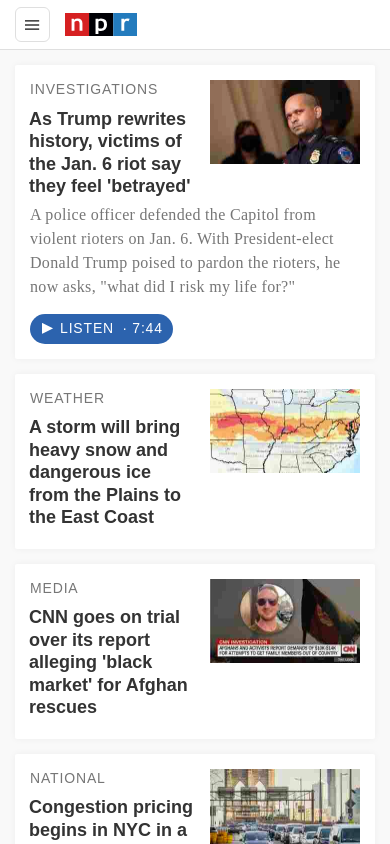 npr
INVESTIGATIONS
As Trump rewrites
history, victims of
the Jan. 6 riot say
they feel 'betrayed'
A police officer defended the Capitol from
violent rioters on Jan. 6. With President-elect
Donald Trump poised to pardon the rioters, he
now asks, "what did I risk my life for?"
LISTEN · 7:44
WEATHER
A storm will bring
heavy snow and
dangerous ice
from the Plains to
the East Coast
MEDIA
CNN goes on trial
over its report
alleging 'black
market' for Afghan
rescues
CNN INVESTIGATION
AFGHANS AND ACTIVISTS REPORT DEMANDS OF $10K-$14K
FOR ATTEMPTS TO GET FAMILY MEMBERS OUT OF COUNTRY
CNN
NATIONAL
Congestion pricing
begins in NYC in a